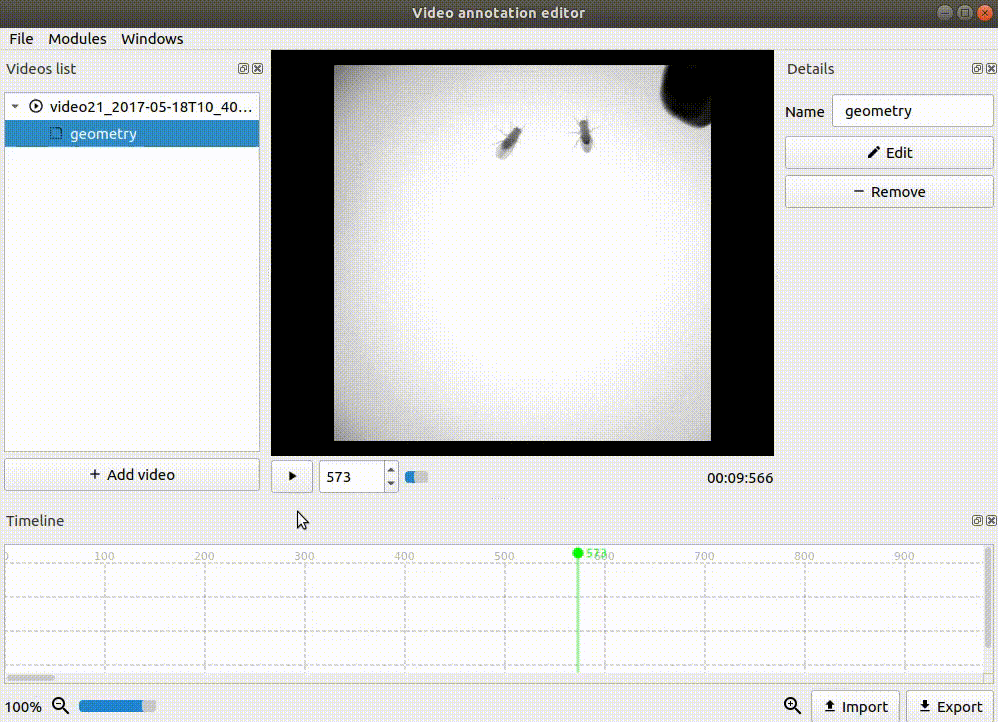 Video annotation editor
File Modules Windows
Videos list
Details
video21_2017-05-18T10_40...
geometry
Name geometry
Edit
Remove
Add video
573
00:09:566
Timeline
0 100 200 300 400 500 573 600 700 800 900
100%
Import Export